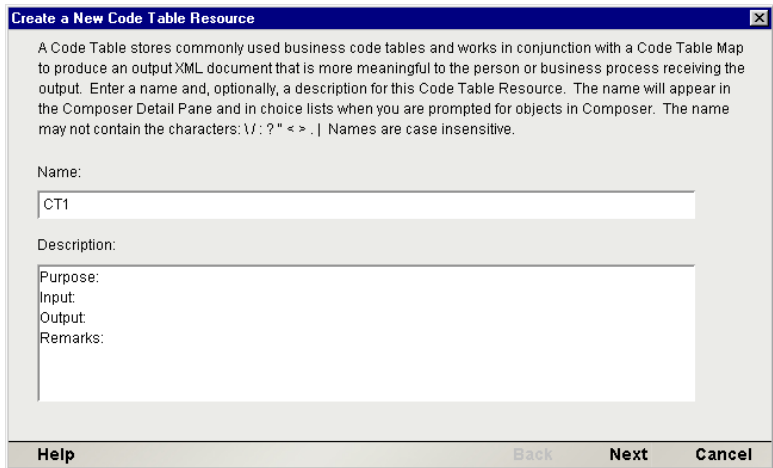 Create a New Code Table Resource
A Code Table stores commonly used business code tables and works in conjunction with a Code Table Map
to produce an output XML document that is more meaningful to the person or business process receiving the
output. Enter a name and, optionally, a description for this Code Table Resource. The name will appear in
the Composer Detail Pane and in choice lists when you are prompted for objects in Composer. The name
may not contain the characters: \ / : ? " < > . | Names are case insensitive.
Name:
CT1
Description:
Purpose:
Input:
Output:
Remarks:
Help Back Next Cancel